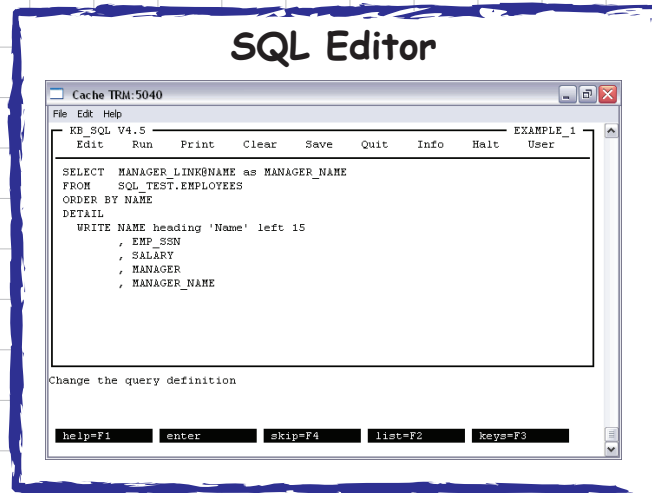 SQL Editor
Cache TRM:5040
File Edit Help
KB_SQL V4.5 EXAMPLE_1
Edit Run Print Clear Save Quit Info Halt User
SELECT MANAGER_LINK@NAME as MANAGER_NAME
FROM SQL_TEST.EMPLOYEES
ORDER BY NAME
DETAIL
WRITE NAME heading 'Name' left 15
, EMP_SSN
, SALARY
, MANAGER
, MANAGER_NAME
Change the query definition
help=F1 enter skip=F4 list=F2 keys=F3